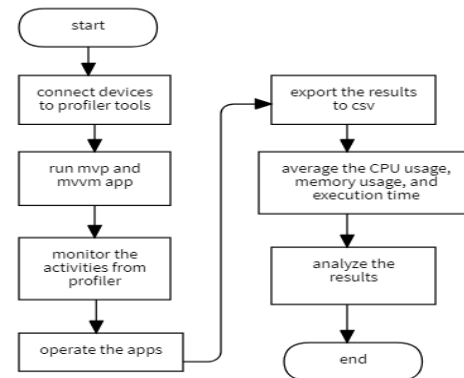 start
connect devices
to profiler tools
run mvp and
mvvm app
monitor the
activities from
profiler
operate the apps
export the results
to csv
average the CPU usage,
memory usage, and
execution time
analyze the
results
end